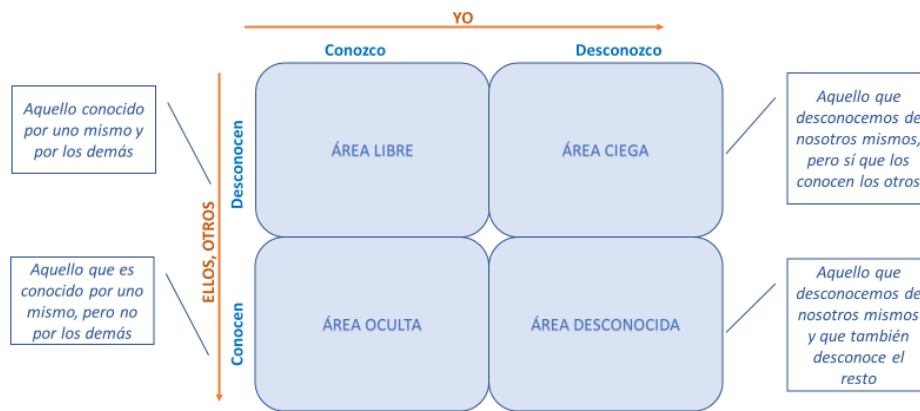 YO
Conozco
Desconozco
Aquello conocido
por uno mismo y
por los demás
Desconocen
ÁREA LIBRE
ÁREA CIEGA
Aquello que
desconocemos de
nosotros mismos,
pero sí que los
conocen los otros
ELLOS, OTROS
Aquello que es
conocido por uno
mismo, pero no
por los demás
Conocen
ÁREA OCULTA
ÁREA DESCONOCIDA
Aquello que
desconocemos de
nosotros mismos
y que también
desconoce el
resto